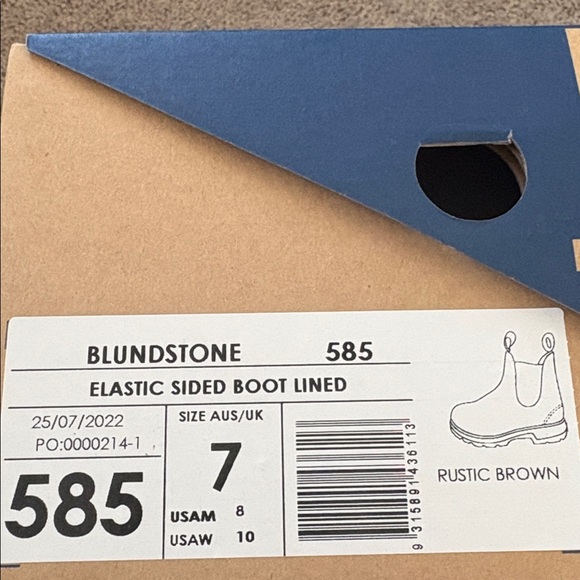 BLUNDSTONE 585
ELASTIC SIDED BOOT LINED
25/07/2022
PO:0000214-1
585
SIZE AUS/UK
7
USAM 8
USAW 10
9 315891 436113
RUSTIC BROWN